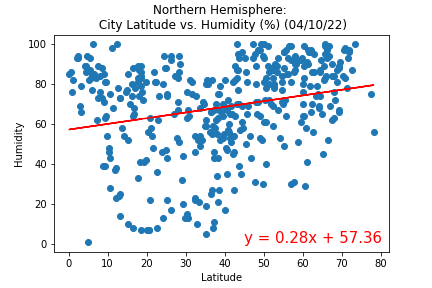 Northern Hemisphere:
City Latitude vs. Humidity (%) (04/10/22)
100
80
60
40
20
0
Humidity
y = 0.28x + 57.36
0 10 20 30 40 50 60 70 80
Latitude